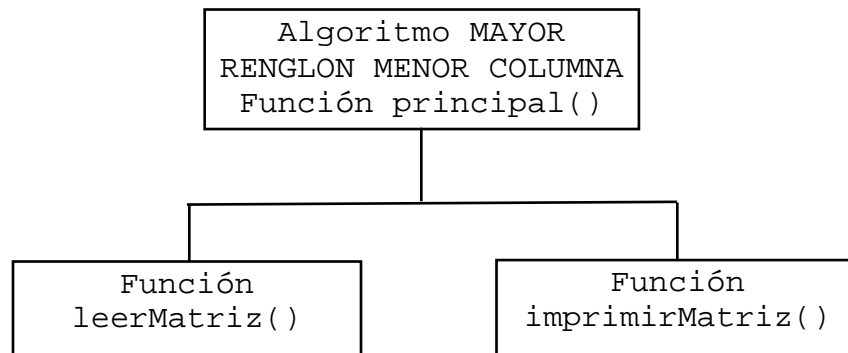 Algoritmo MAYOR
RENGLON MENOR COLUMNA
Función principal()
Función
leerMatriz()
Función
imprimirMatriz()